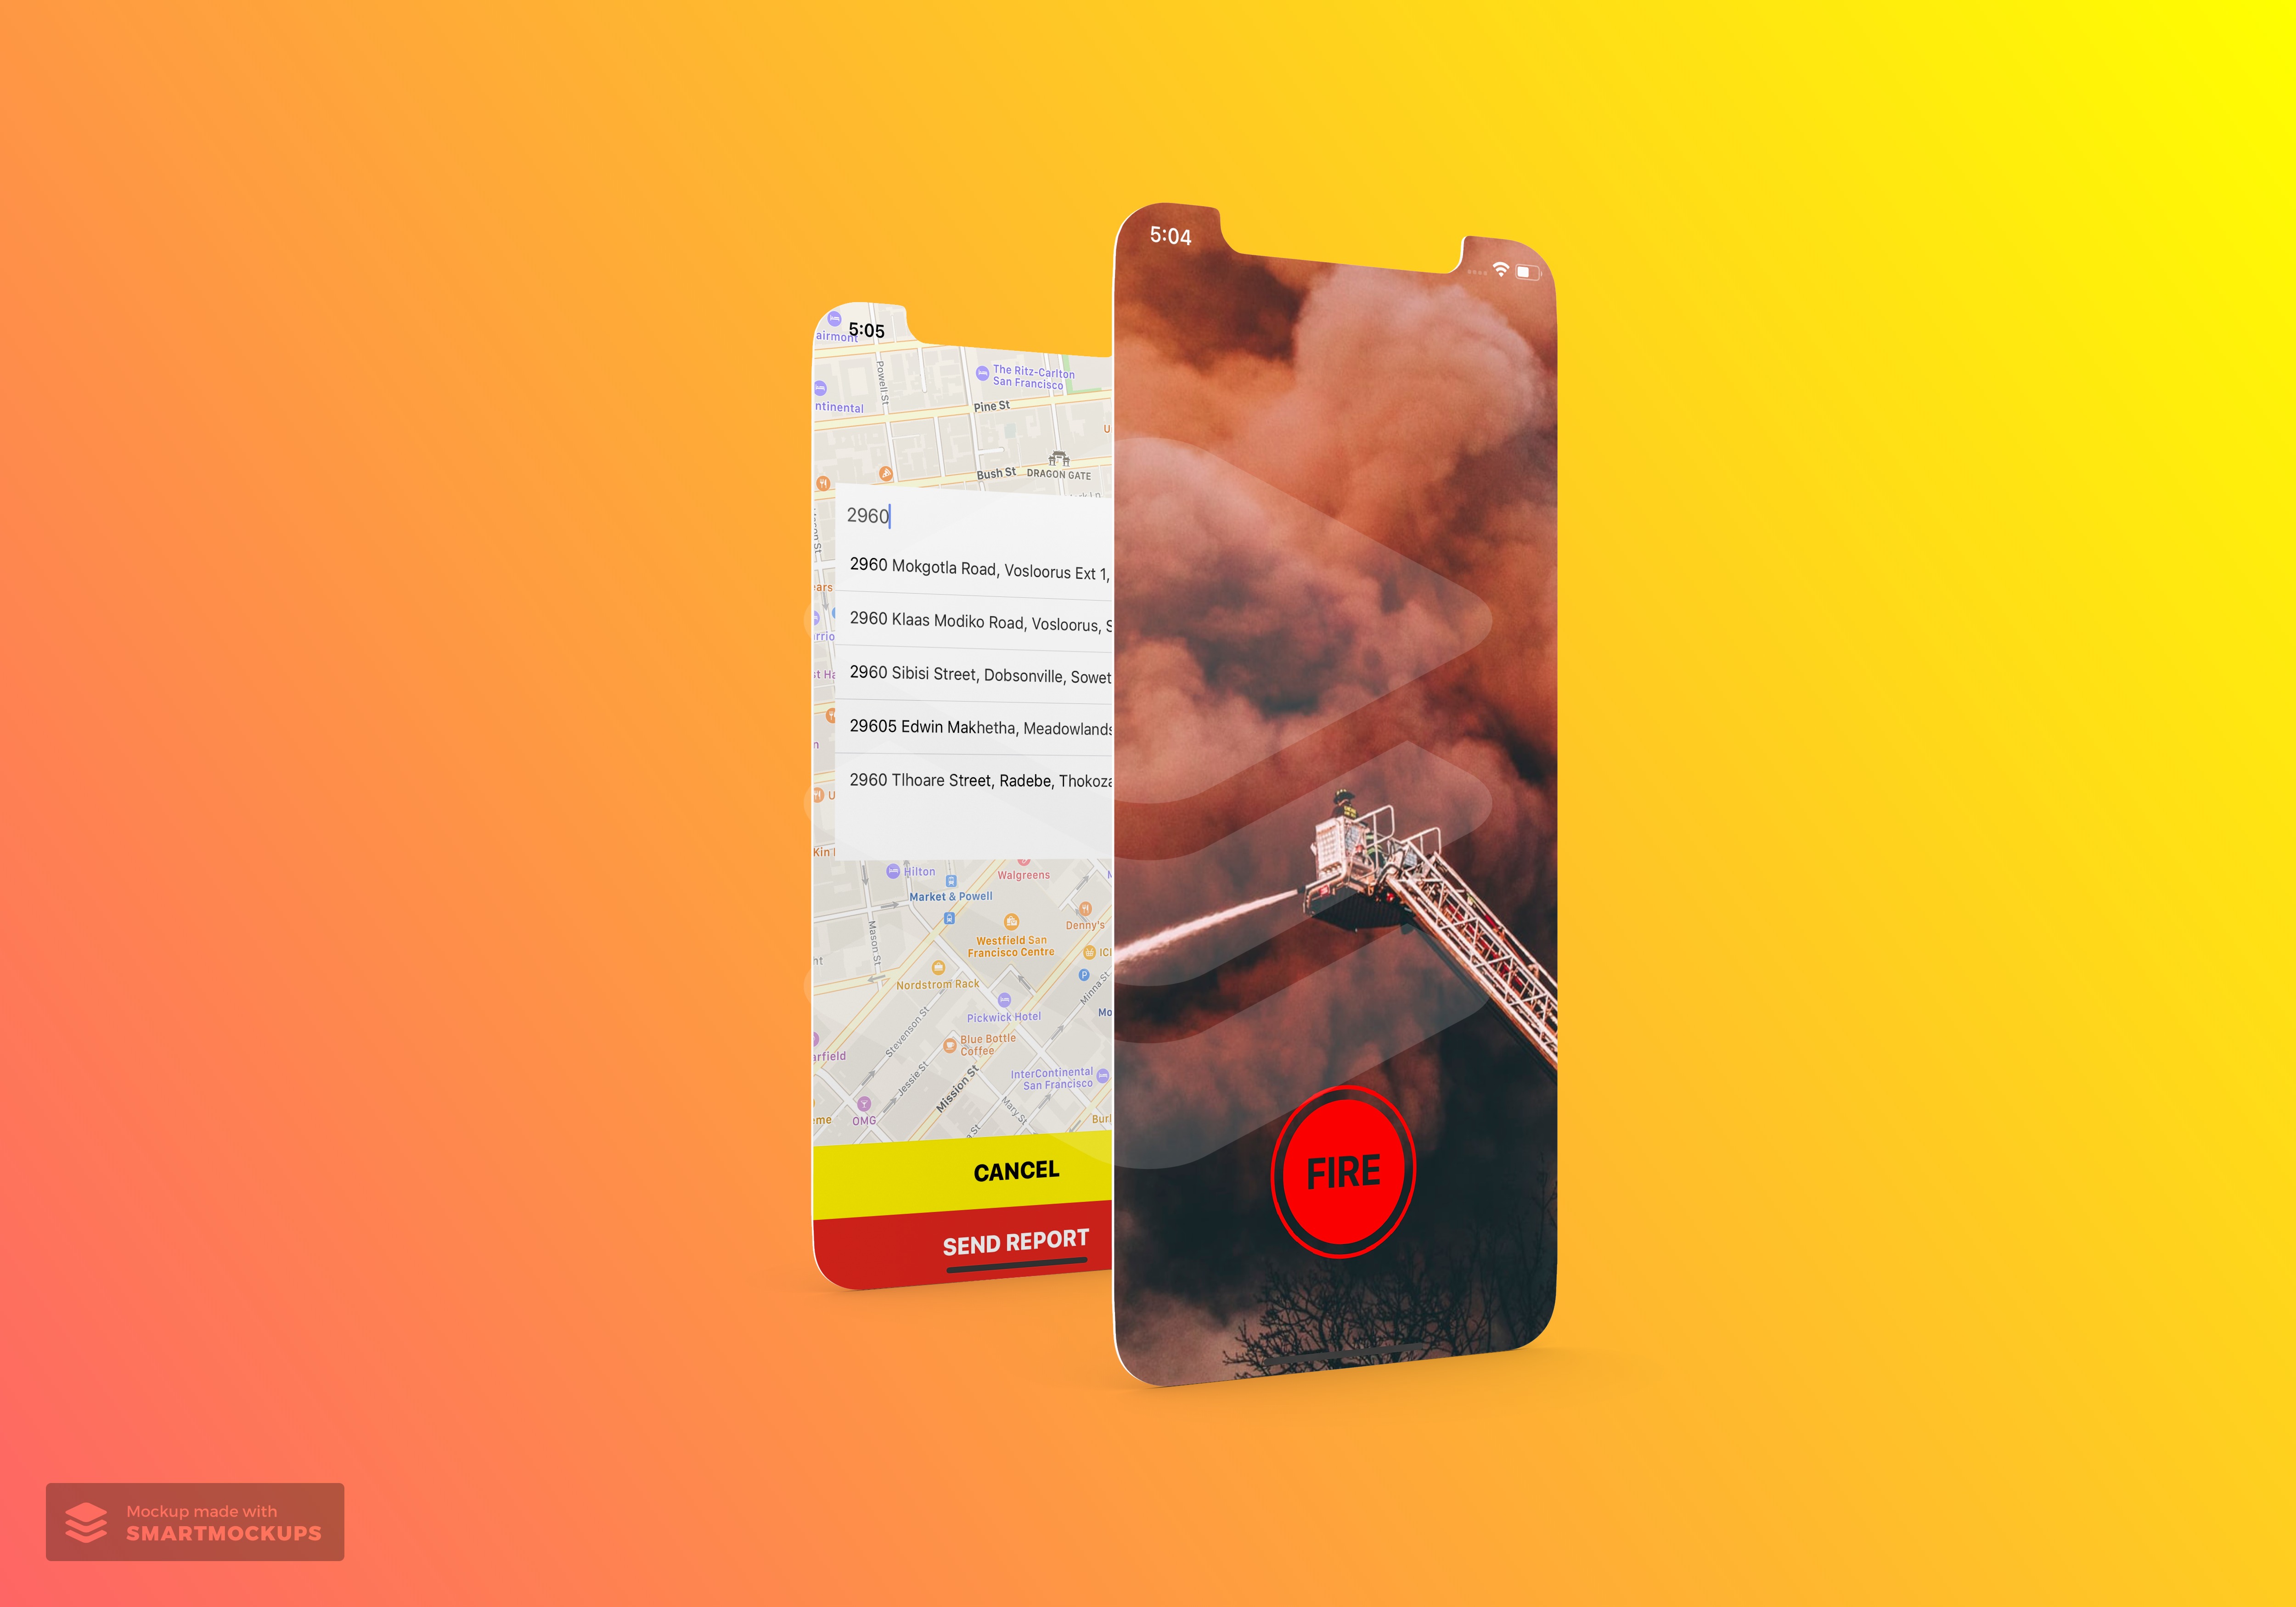 5:04
5:05
airmont
Powell St
The Ritz-Carlton
San Francisco
ntinental
Pine St
Bush St
DRAGON GATE
2960
2960 Mokgotla Road, Vosloorus Ext 1,
2960 Klaas Modiko Road, Vosloorus, S
2960 Sibisi Street, Dobsonville, Sowet
29605 Edwin Makhetha, Meadowlands
2960 Tlhoare Street, Radebe, Thokoza
Hilton
Walgreens
Market & Powell
Mason St
Westfield San
Francisco Centre
Denny's
Nordstrom Rack
Minna St
Pickwick Hotel
Stevenson St
Blue Bottle
Coffee
arfield
Jessie St
Mission St
InterContinental
San Francisco
Mary St
OMG
CANCEL
SEND REPORT
FIRE
Mockup made with
SMARTMOCKUPS